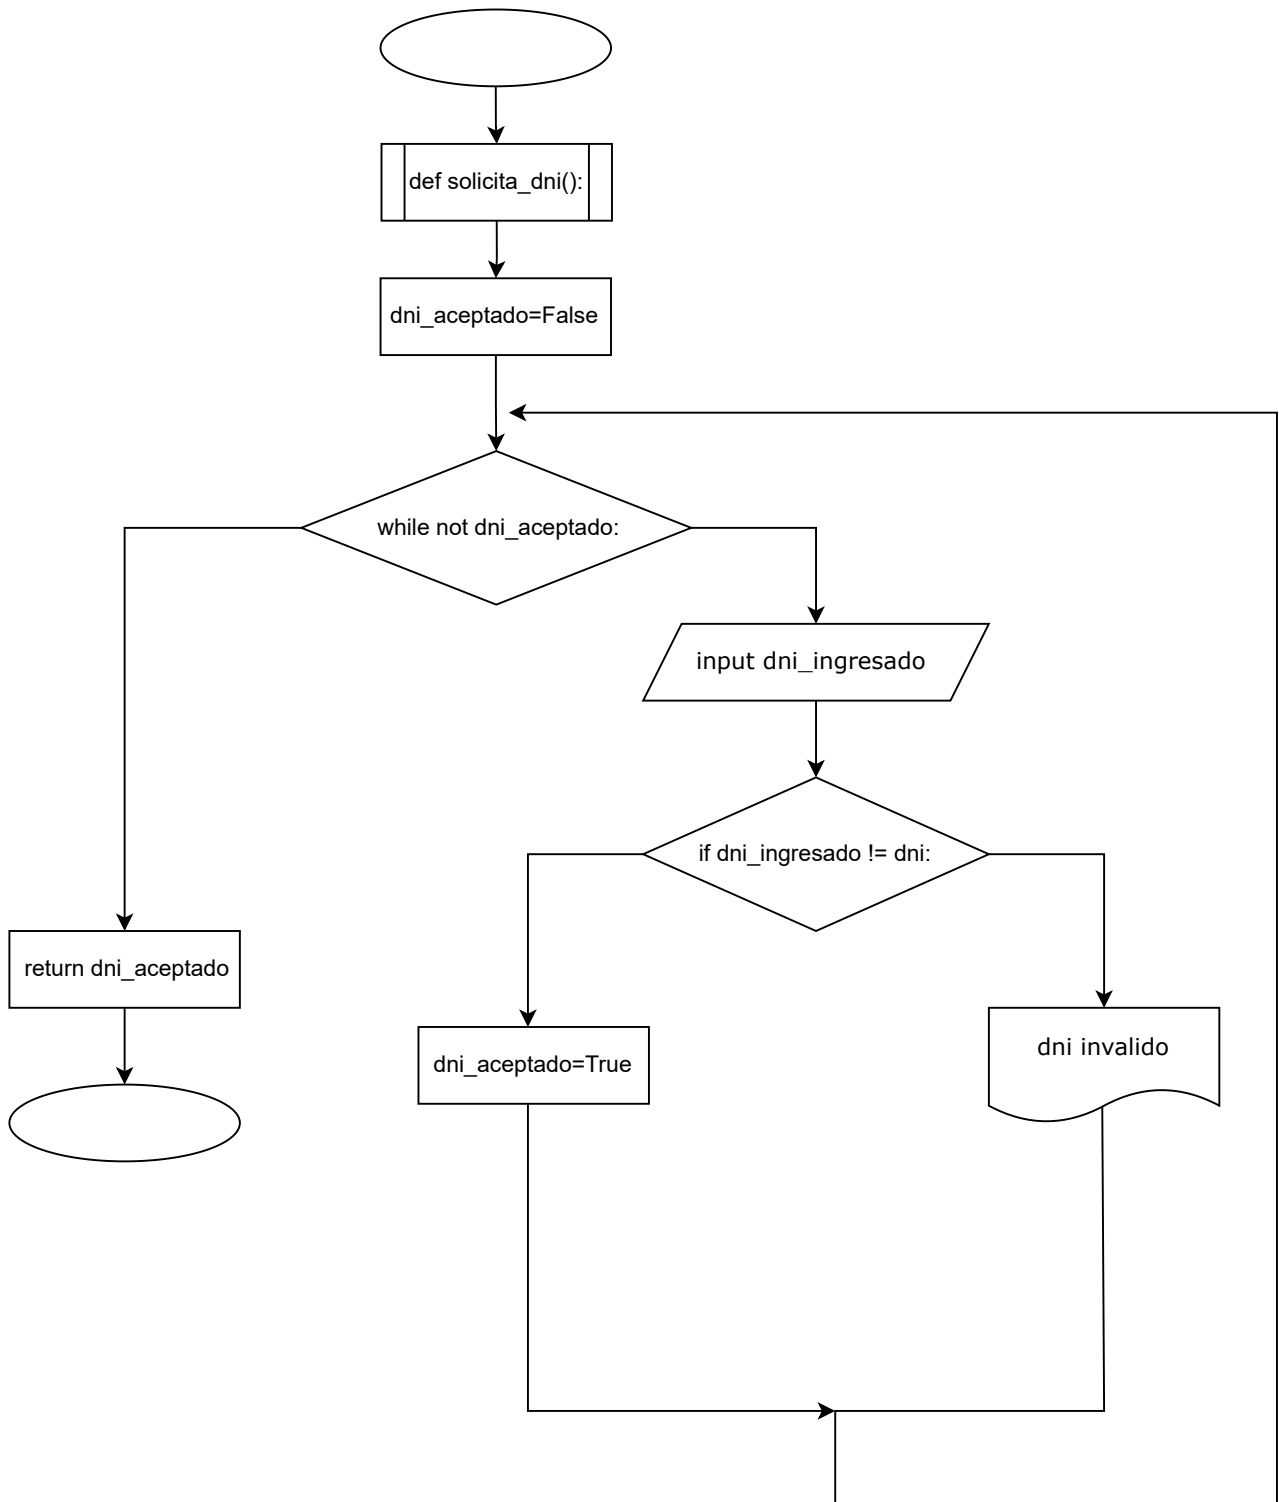 def solicita_dni():
dni_aceptado=False
while not dni_aceptado:
input dni_ingresado
if dni_ingresado != dni:
return dni_aceptado
dni_aceptado=True
dni invalido